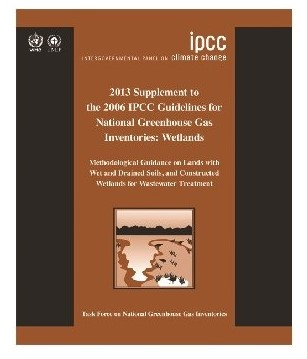 ipcc
INTERGOVERNMENTAL PANEL ON climate change
WMO UNEP
2013 Supplement to
the 2006 IPCC Guidelines for
National Greenhouse Gas
Inventories: Wetlands
Methodological Guidance on Lands with
Wet and Drained Soils, and Constructed
Wetlands for Wastewater Treatment
Task Force on National Greenhouse Gas Inventories